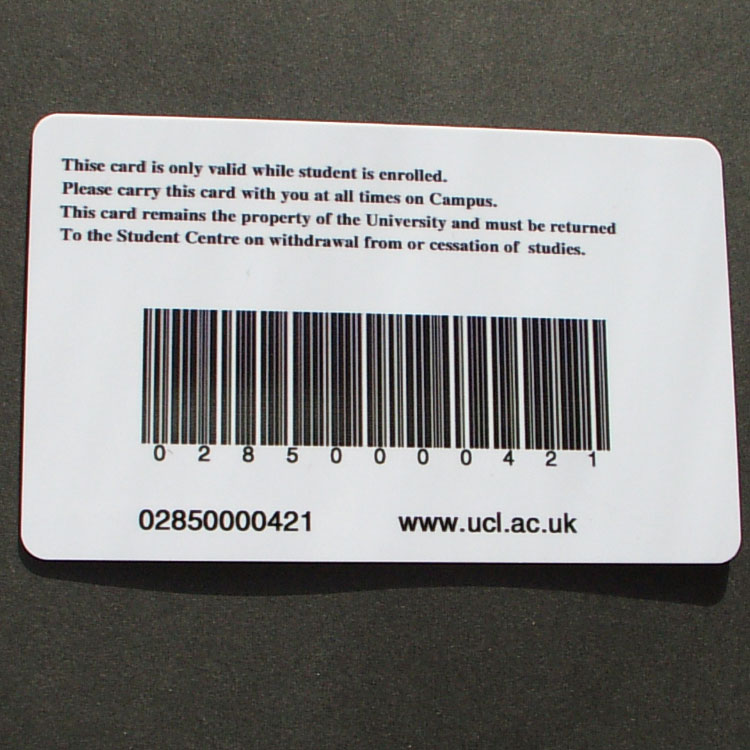 Thise card is only valid while student is enrolled.
Please carry this card with you at all times on Campus.
This card remains the property of the University and must be returned
To the Student Centre on withdrawal from or cessation of studies.
0 2 8 5 0 0 0 0 4 2 1
02850000421 www.ucl.ac.uk